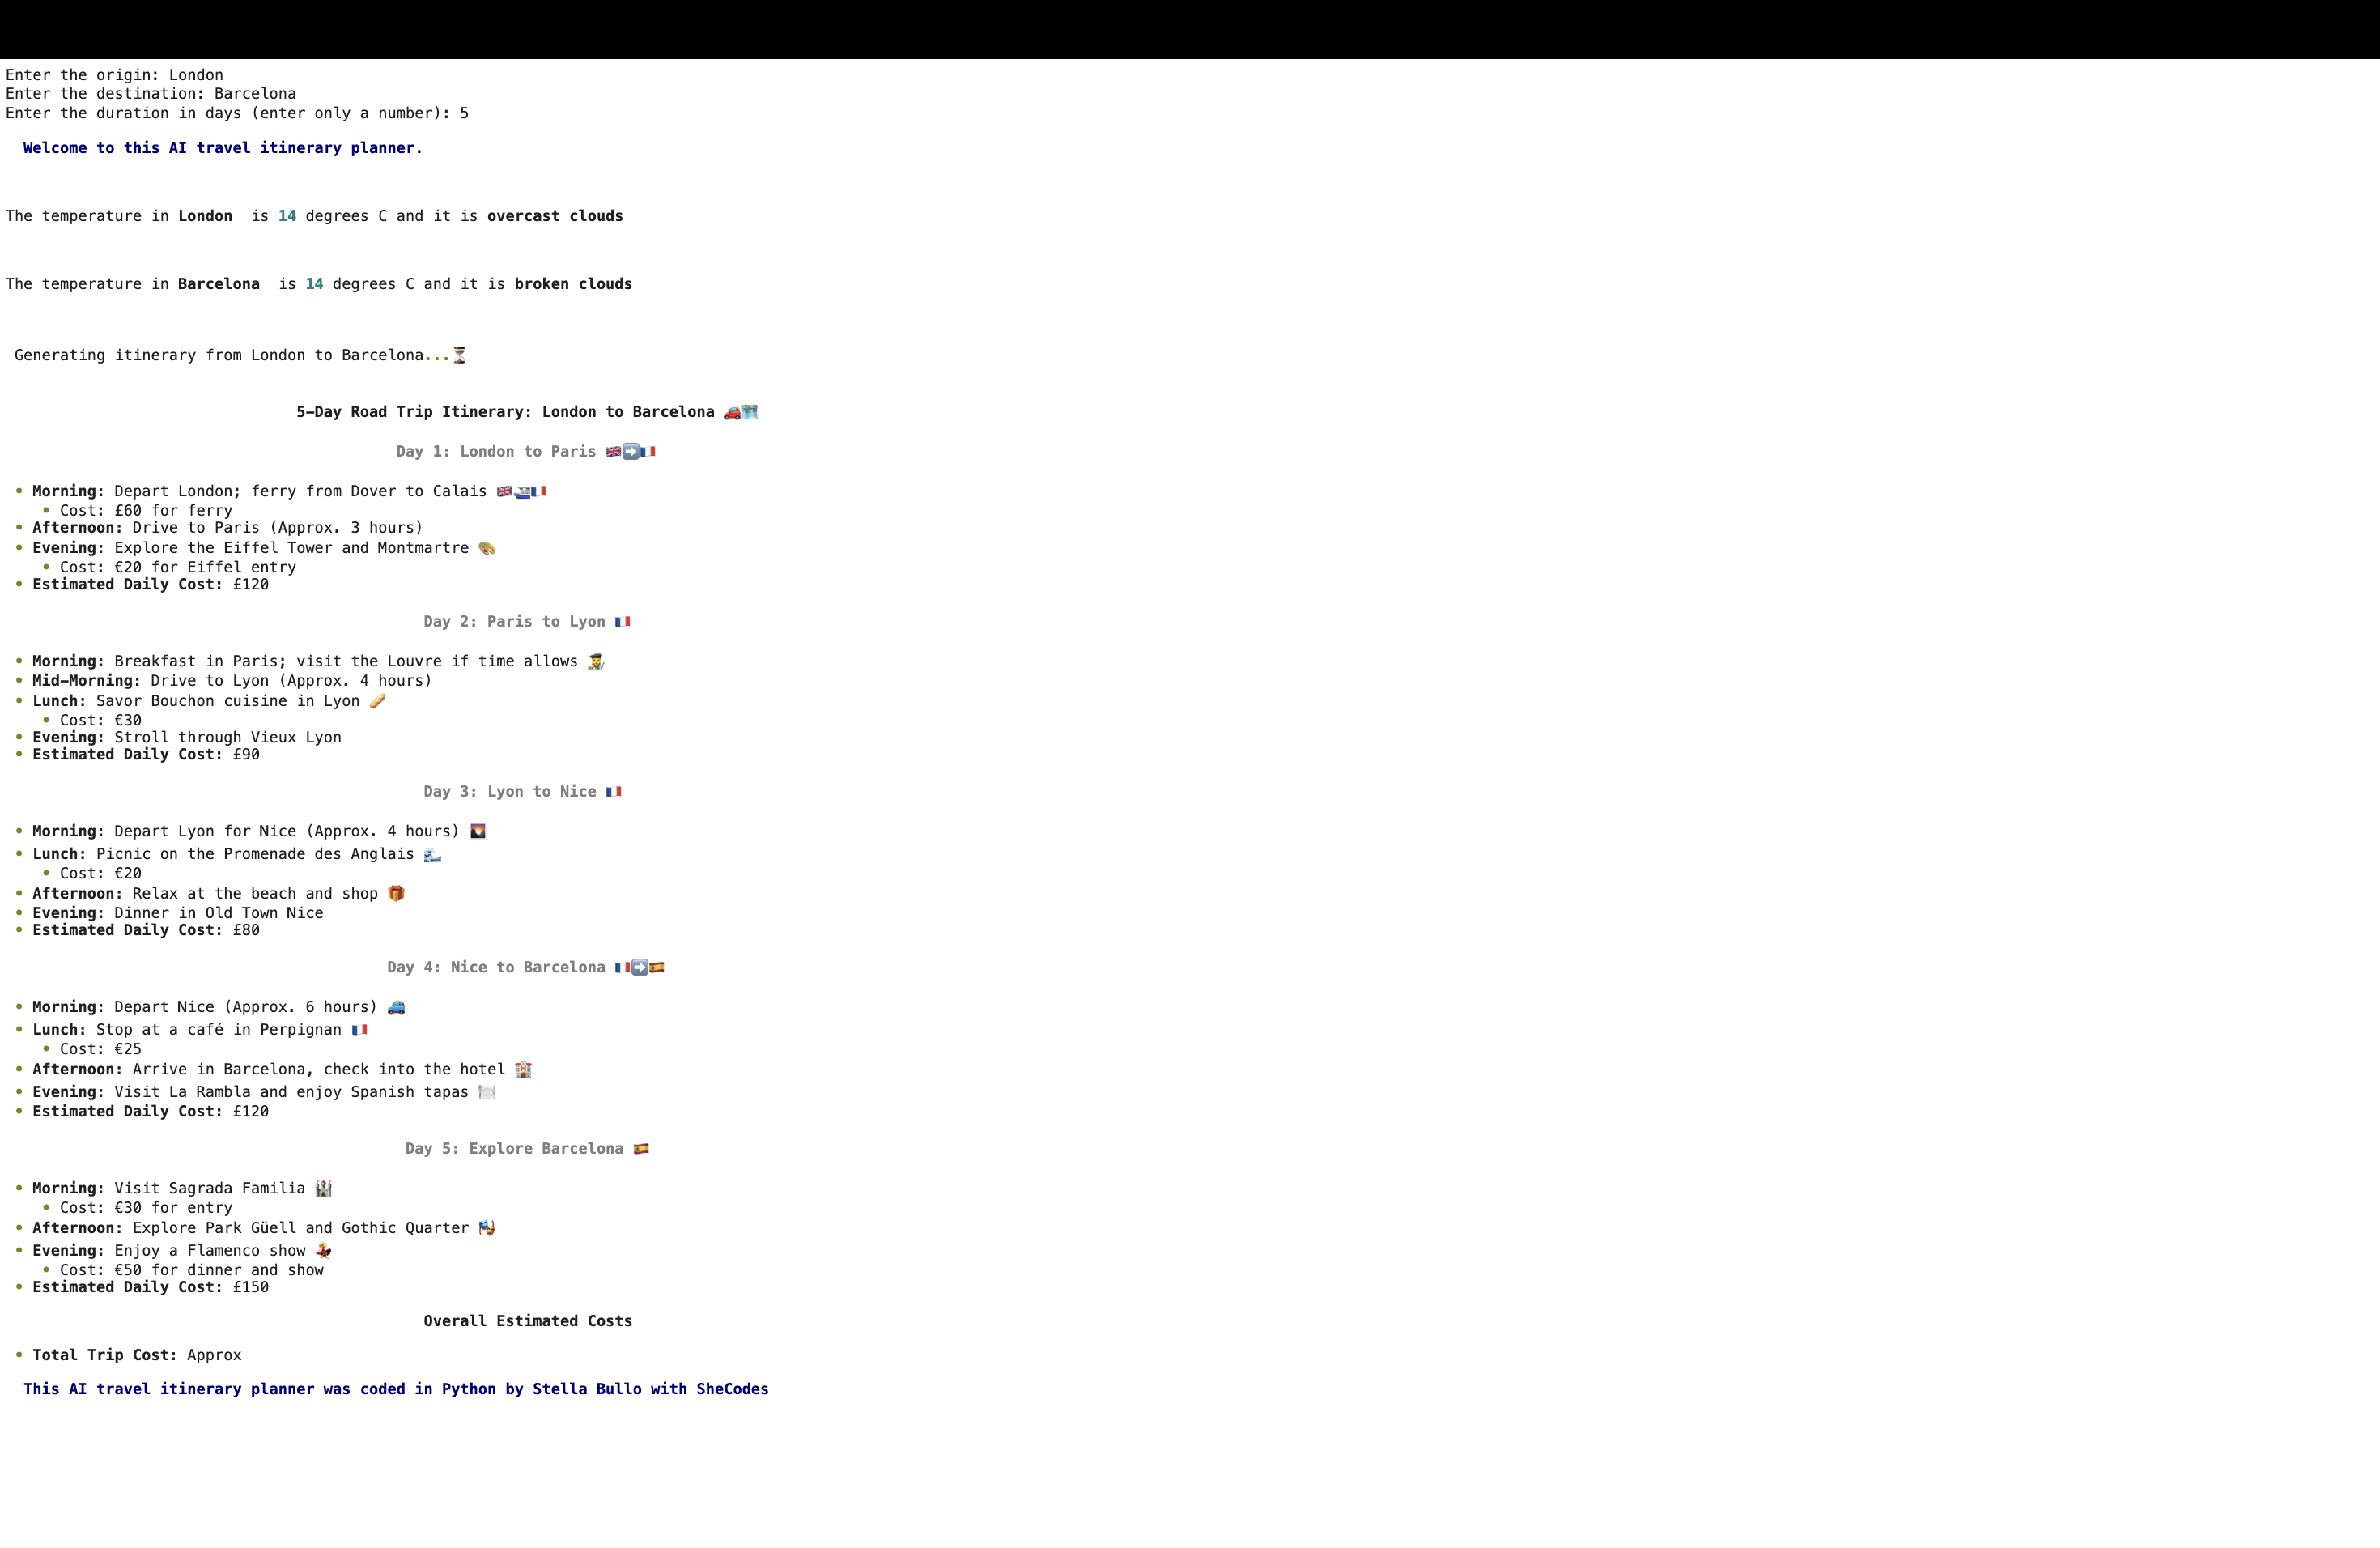 Enter the origin: London
Enter the destination: Barcelona
Enter the duration in days (enter only a number): 5
Welcome to this AI travel itinerary planner.
The temperature in London  is 14 degrees C and it is overcast clouds
The temperature in Barcelona  is 14 degrees C and it is broken clouds
Generating itinerary from London to Barcelona...⏳
5-Day Road Trip Itinerary: London to Barcelona 🚗🗺️
Day 1: London to Paris 🇬🇧➡️🇫🇷
• Morning: Depart London; ferry from Dover to Calais 🇬🇧🛥️🇫🇷
• Cost: £60 for ferry
• Afternoon: Drive to Paris (Approx. 3 hours)
• Evening: Explore the Eiffel Tower and Montmartre 🎨
• Cost: €20 for Eiffel entry
• Estimated Daily Cost: £120
Day 2: Paris to Lyon 🇫🇷
• Morning: Breakfast in Paris; visit the Louvre if time allows 👩‍🎨
• Mid-Morning: Drive to Lyon (Approx. 4 hours)
• Lunch: Savor Bouchon cuisine in Lyon 🥖
• Cost: €30
• Evening: Stroll through Vieux Lyon
• Estimated Daily Cost: £90
Day 3: Lyon to Nice 🇫🇷
• Morning: Depart Lyon for Nice (Approx. 4 hours) 🌄
• Lunch: Picnic on the Promenade des Anglais 🌊
• Cost: €20
• Afternoon: Relax at the beach and shop 🎁
• Evening: Dinner in Old Town Nice
• Estimated Daily Cost: £80
Day 4: Nice to Barcelona 🇫🇷➡️🇪🇸
• Morning: Depart Nice (Approx. 6 hours) 🚙
• Lunch: Stop at a café in Perpignan 🇫🇷
• Cost: €25
• Afternoon: Arrive in Barcelona, check into the hotel 🏨
• Evening: Visit La Rambla and enjoy Spanish tapas 🍽️
• Estimated Daily Cost: £120
Day 5: Explore Barcelona 🇪🇸
• Morning: Visit Sagrada Familia 🏰
• Cost: €30 for entry
• Afternoon: Explore Park Güell and Gothic Quarter 🎭
• Evening: Enjoy a Flamenco show 💃
• Cost: €50 for dinner and show
• Estimated Daily Cost: £150
Overall Estimated Costs
• Total Trip Cost: Approx
This AI travel itinerary planner was coded in Python by Stella Bullo with SheCodes